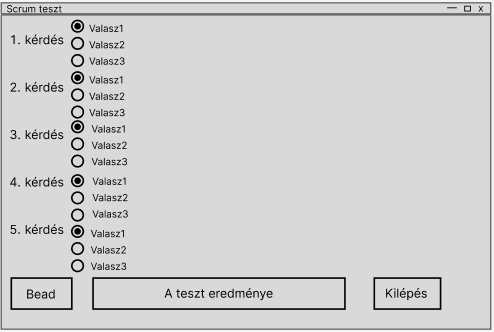 Scrum teszt
Valasz1
1. kérdés
Valasz2
Valasz3
Valasz1
2. kérdés
Valasz2
Valasz3
Valasz1
3. kérdés
Valasz2
Valasz3
4. kérdés
Valasz1
Valasz2
Valasz3
5. kérdés
Valasz1
Valasz2
Valasz3
Bead
A teszt eredménye
Kilépés